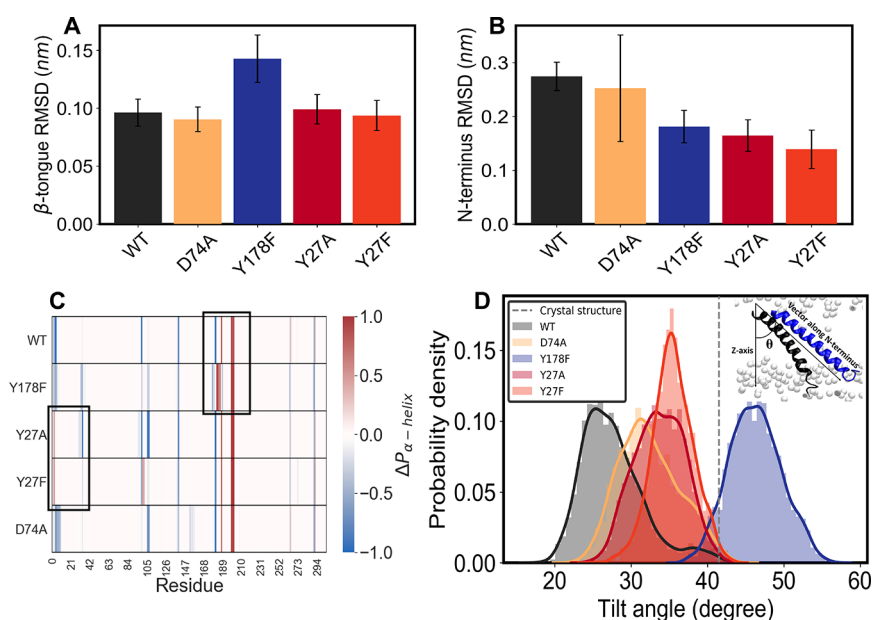 A
β-tongue RMSD (nm)
0.15
0.10
0.05
0.00
WT
D74A
Y178F
Y27A
Y27F
B
N-terminus RMSD (nm)
0.3
0.2
0.1
0.0
WT
D74A
Y178F
Y27A
Y27F
C
WT
Y178F
Y27A
Y27F
D74A
0 21 42 63 84 105 126 147 168 189 210 231 252 273 294
Residue
1.0
0.5
0.0
−0.5
−1.0
ΔPα − helix
D
Probability density
0.15
0.10
0.05
0.00
Crystal structure
WT
D74A
Y178F
Y27A
Y27F
Z-axis
θ
Vector along N-terminus
20 30 40 50 60
Tilt angle (degree)